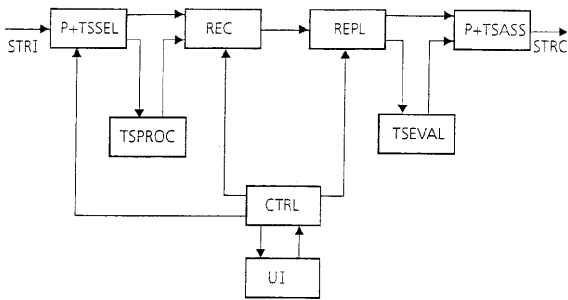 P+TSSEL
REC
REPL
P+TSASS
STRI
STRC
TSPROC
TSEVAL
CTRL
UI